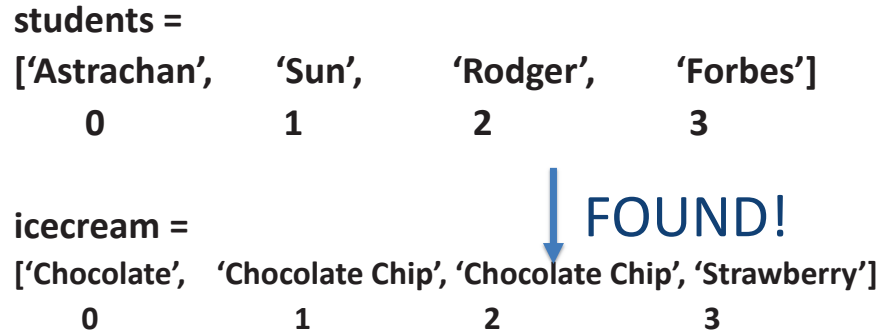 students =
[‘Astrachan’, ‘Sun’, ‘Rodger’, ‘Forbes’]
0 1 2 3
FOUND!
icecream =
[‘Chocolate’, ‘Chocolate Chip’, ‘Chocolate Chip’, ‘Strawberry’]
0 1 2 3